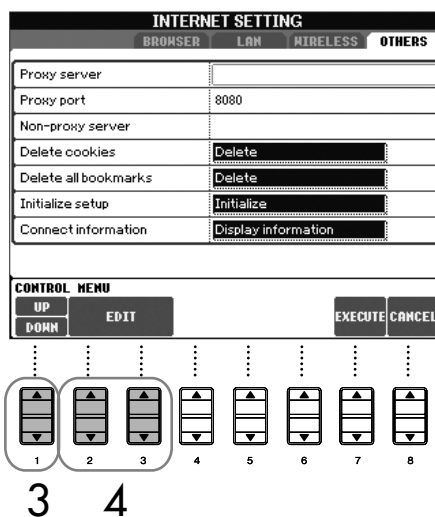 INTERNET SETTING
BROWSER LAN WIRELESS OTHERS
Proxy server
Proxy port 8080
Non-proxy server
Delete cookies Delete
Delete all bookmarks Delete
Initialize setup Initialize
Connect information Display information
CONTROL MENU
UP EDIT EXECUTE CANCEL
DOWN
1 2 3 4 5 6 7 8
3 4